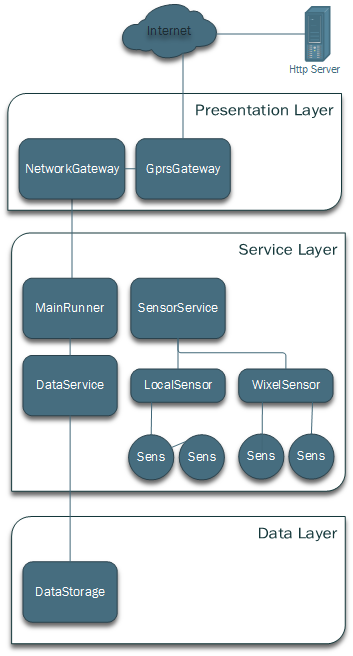 Internet
Http Server
Presentation Layer
NetworkGateway
GprsGateway
Service Layer
MainRunner
SensorService
DataService
LocalSensor
WixelSensor
Sens
Sens
Sens
Sens
Data Layer
DataStorage